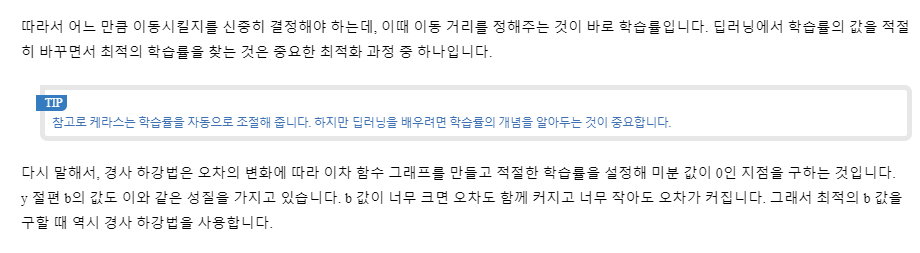 따라서 어느 만큼 이동시킬지를 신중히 결정해야 하는데, 이때 이동 거리를 정해주는 것이 바로 학습률입니다. 딥러닝에서 학습률의 값을 적절
히 바꾸면서 최적의 학습률을 찾는 것은 중요한 최적화 과정 중 하나입니다.
TIP
참고로 케라스는 학습률을 자동으로 조절해 줍니다. 하지만 딥러닝을 배우려면 학습률의 개념을 알아두는 것이 중요합니다.
다시 말해서, 경사 하강법은 오차의 변화에 따라 이차 함수 그래프를 만들고 적절한 학습률을 설정해 미분 값이 0인 지점을 구하는 것입니다.
y 절편 b의 값도 이와 같은 성질을 가지고 있습니다. b 값이 너무 크면 오차도 함께 커지고 너무 작아도 오차가 커집니다. 그래서 최적의 b 값을
구할 때 역시 경사 하강법을 사용합니다.